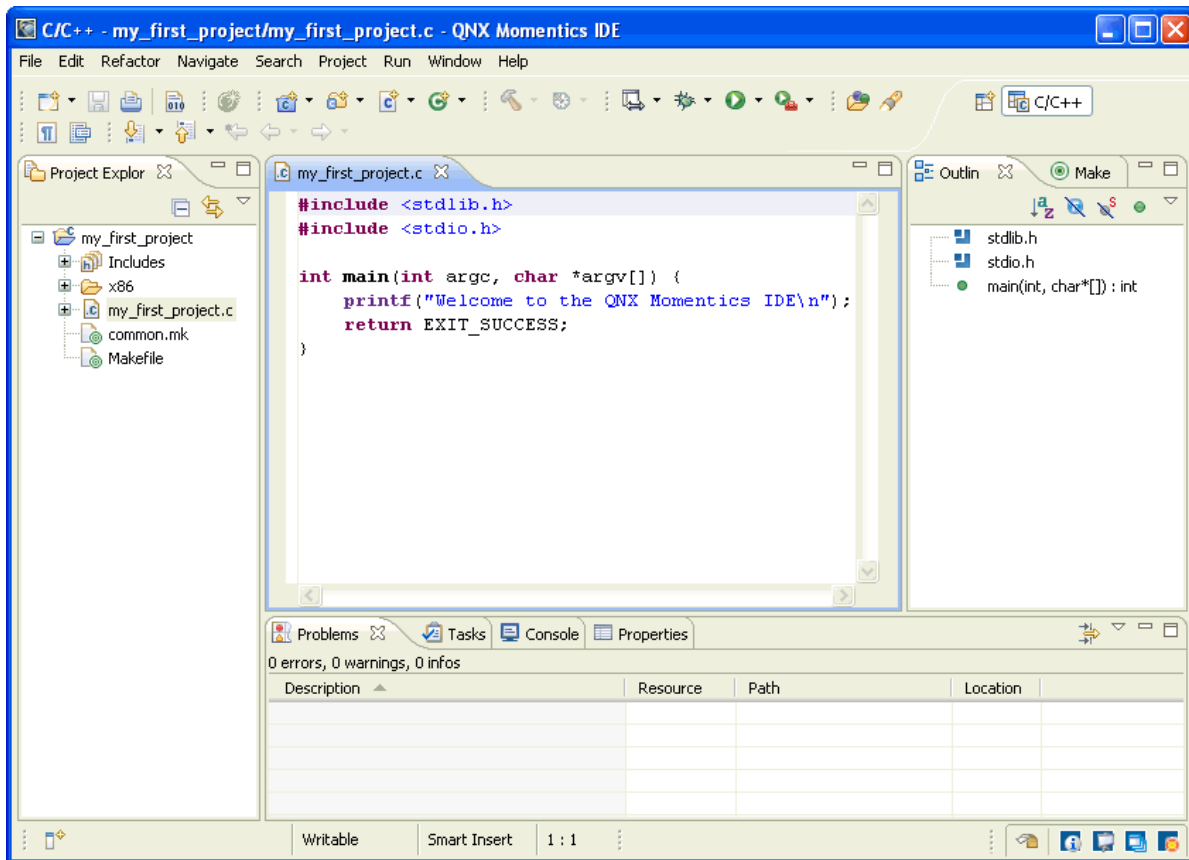 C/C++ - my_first_project/my_first_project.c - QNX Momentics IDE
File Edit Refactor Navigate Search Project Run Window Help
010
C/C++
Project Explor
my_first_project
Includes
x86
my_first_project.c
common.mk
Makefile
my_first_project.c
#include <stdlib.h>
#include <stdio.h>
int main(int argc, char *argv[]) {
printf("Welcome to the QNX Momentics IDE\n");
return EXIT_SUCCESS;
}
Outlin Make
stdlib.h
stdio.h
main(int, char*[]) : int
Problems Tasks Console Properties
0 errors, 0 warnings, 0 infos
Description Resource Path Location
Writable Smart Insert 1 : 1